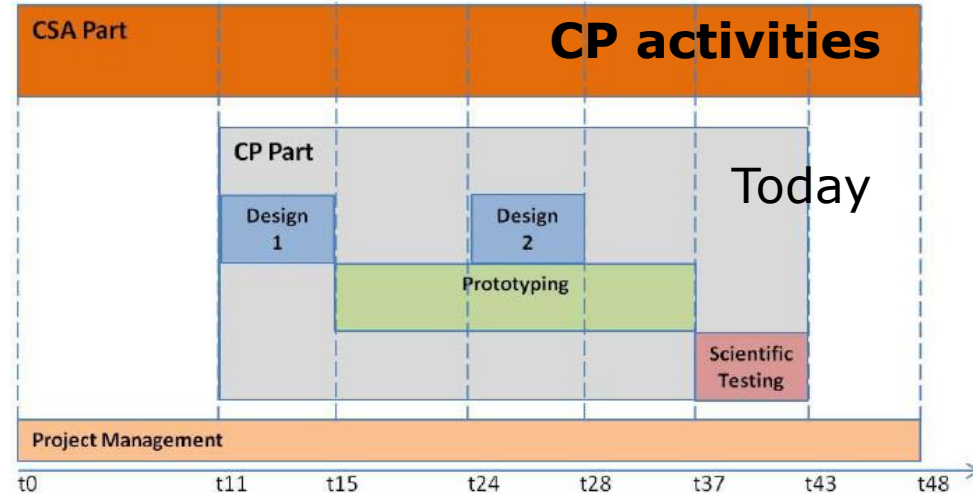 CSA Part
CP activities
CP Part
Today
Design
1
Design
2
Prototyping
Scientific
Testing
Project Management
t0 t11 t15 t24 t28 t37 t43 t48